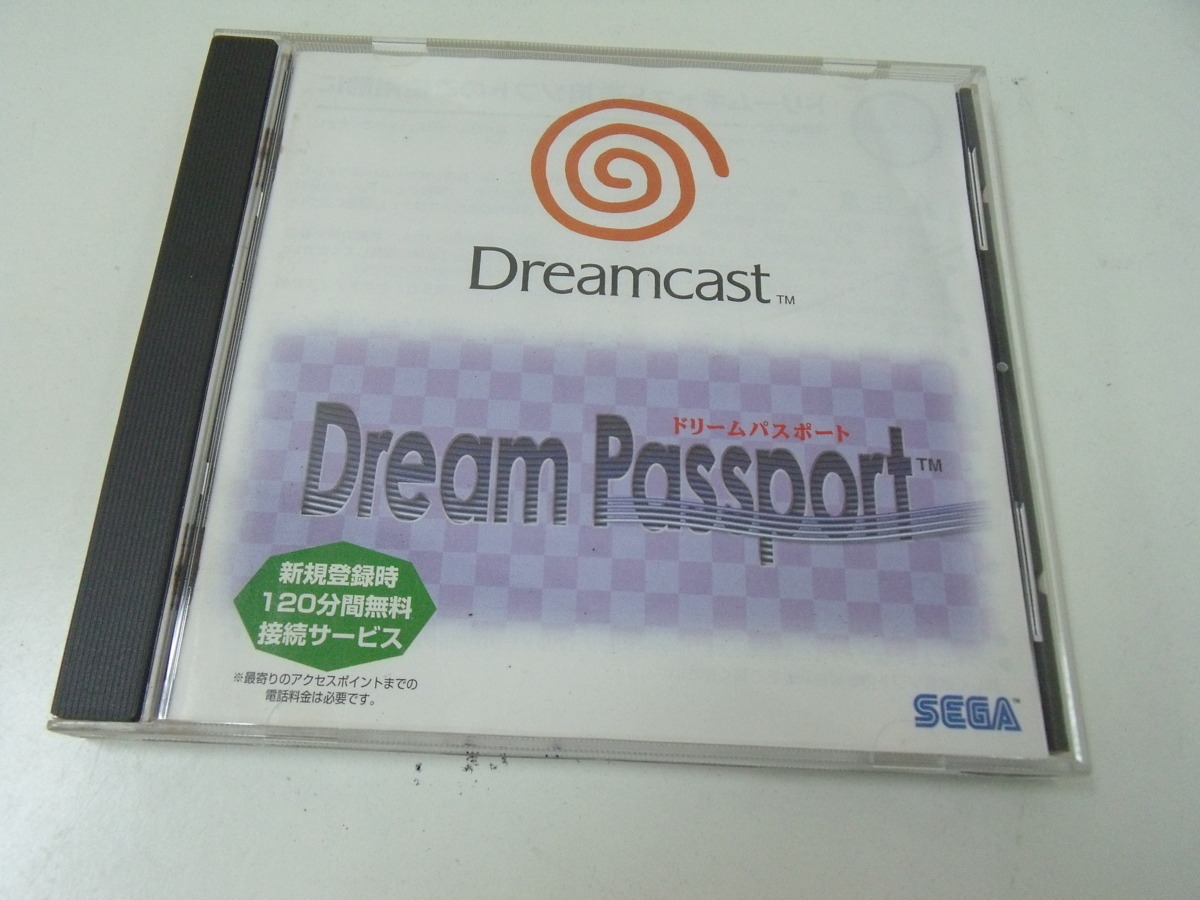 Dreamcast™
ドリームパスポート
Dream Passport™
新規登録時
120分間無料
接続サービス
※最寄りのアクセスポイントまでの
電話料金は必要です。
SEGA™